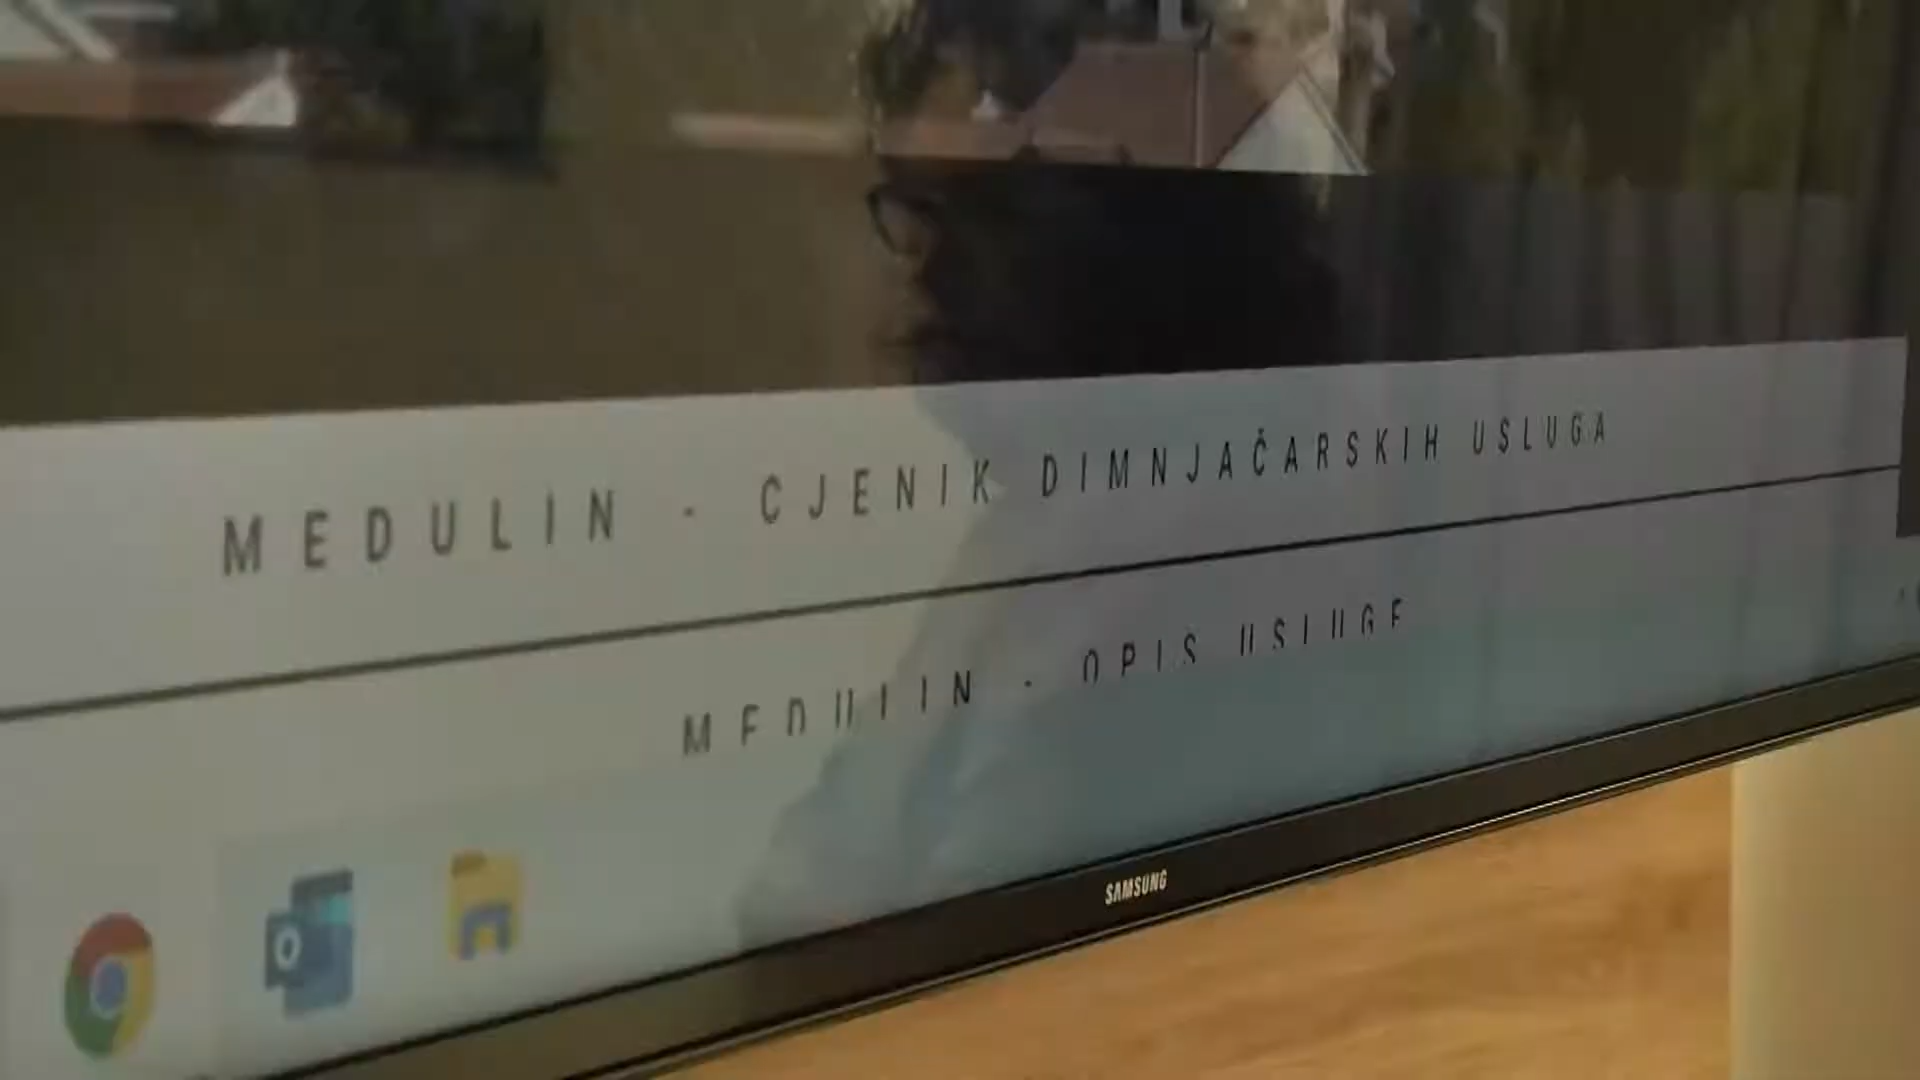 MEDULIN - CJENIK DIMNJAČARSKIH USLUGA
MEDULIN - OPIS USLUGE
SAMSUNG